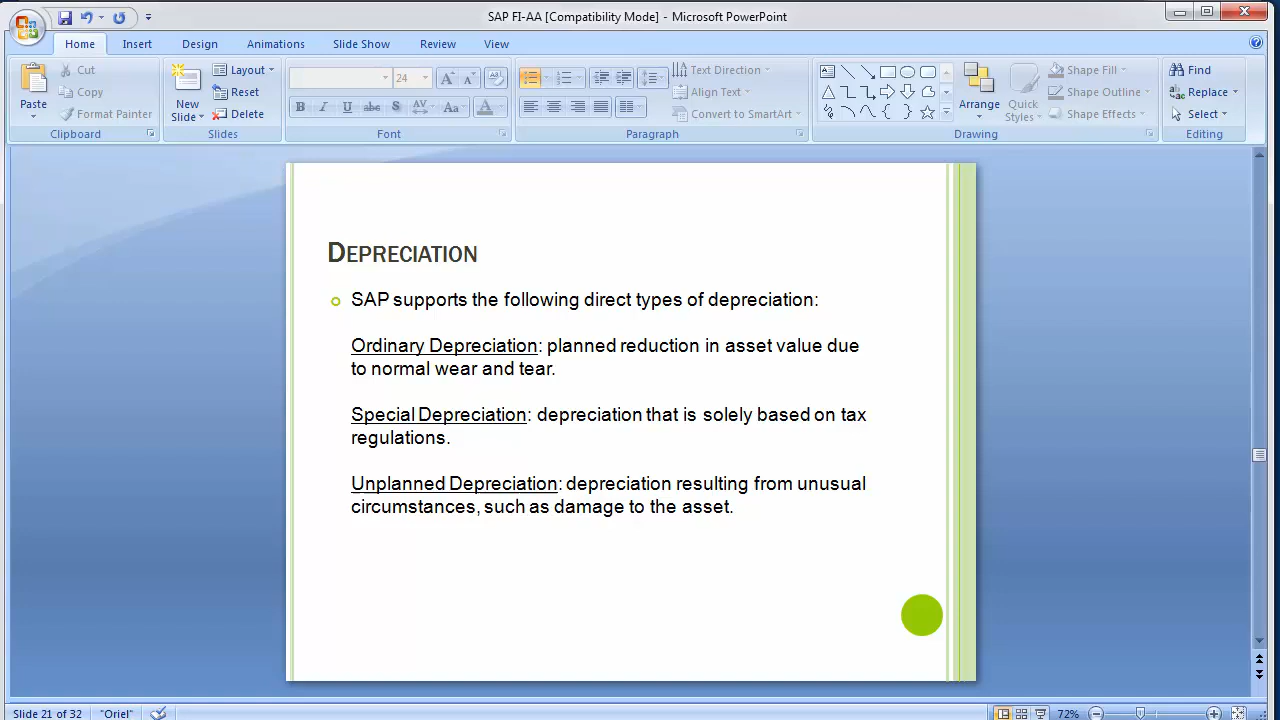 SAP FI-AA [Compatibility Mode] - Microsoft PowerPoint
Home Insert Design Animations Slide Show Review View
Paste
Cut
Copy
Format Painter
Clipboard
New
Slide
Layout
Reset
Delete
Slides
24
B I U abc S AV Aa A
Font
Text Direction
Align Text
Convert to SmartArt
Paragraph
Arrange
Quick
Styles
Shape Fill
Shape Outline
Shape Effects
Drawing
Find
Replace
Select
Editing
DEPRECIATION
SAP supports the following direct types of depreciation:
Ordinary Depreciation: planned reduction in asset value due
to normal wear and tear.
Special Depreciation: depreciation that is solely based on tax
regulations.
Unplanned Depreciation: depreciation resulting from unusual
circumstances, such as damage to the asset.
Slide 21 of 32 "Oriel" 72%